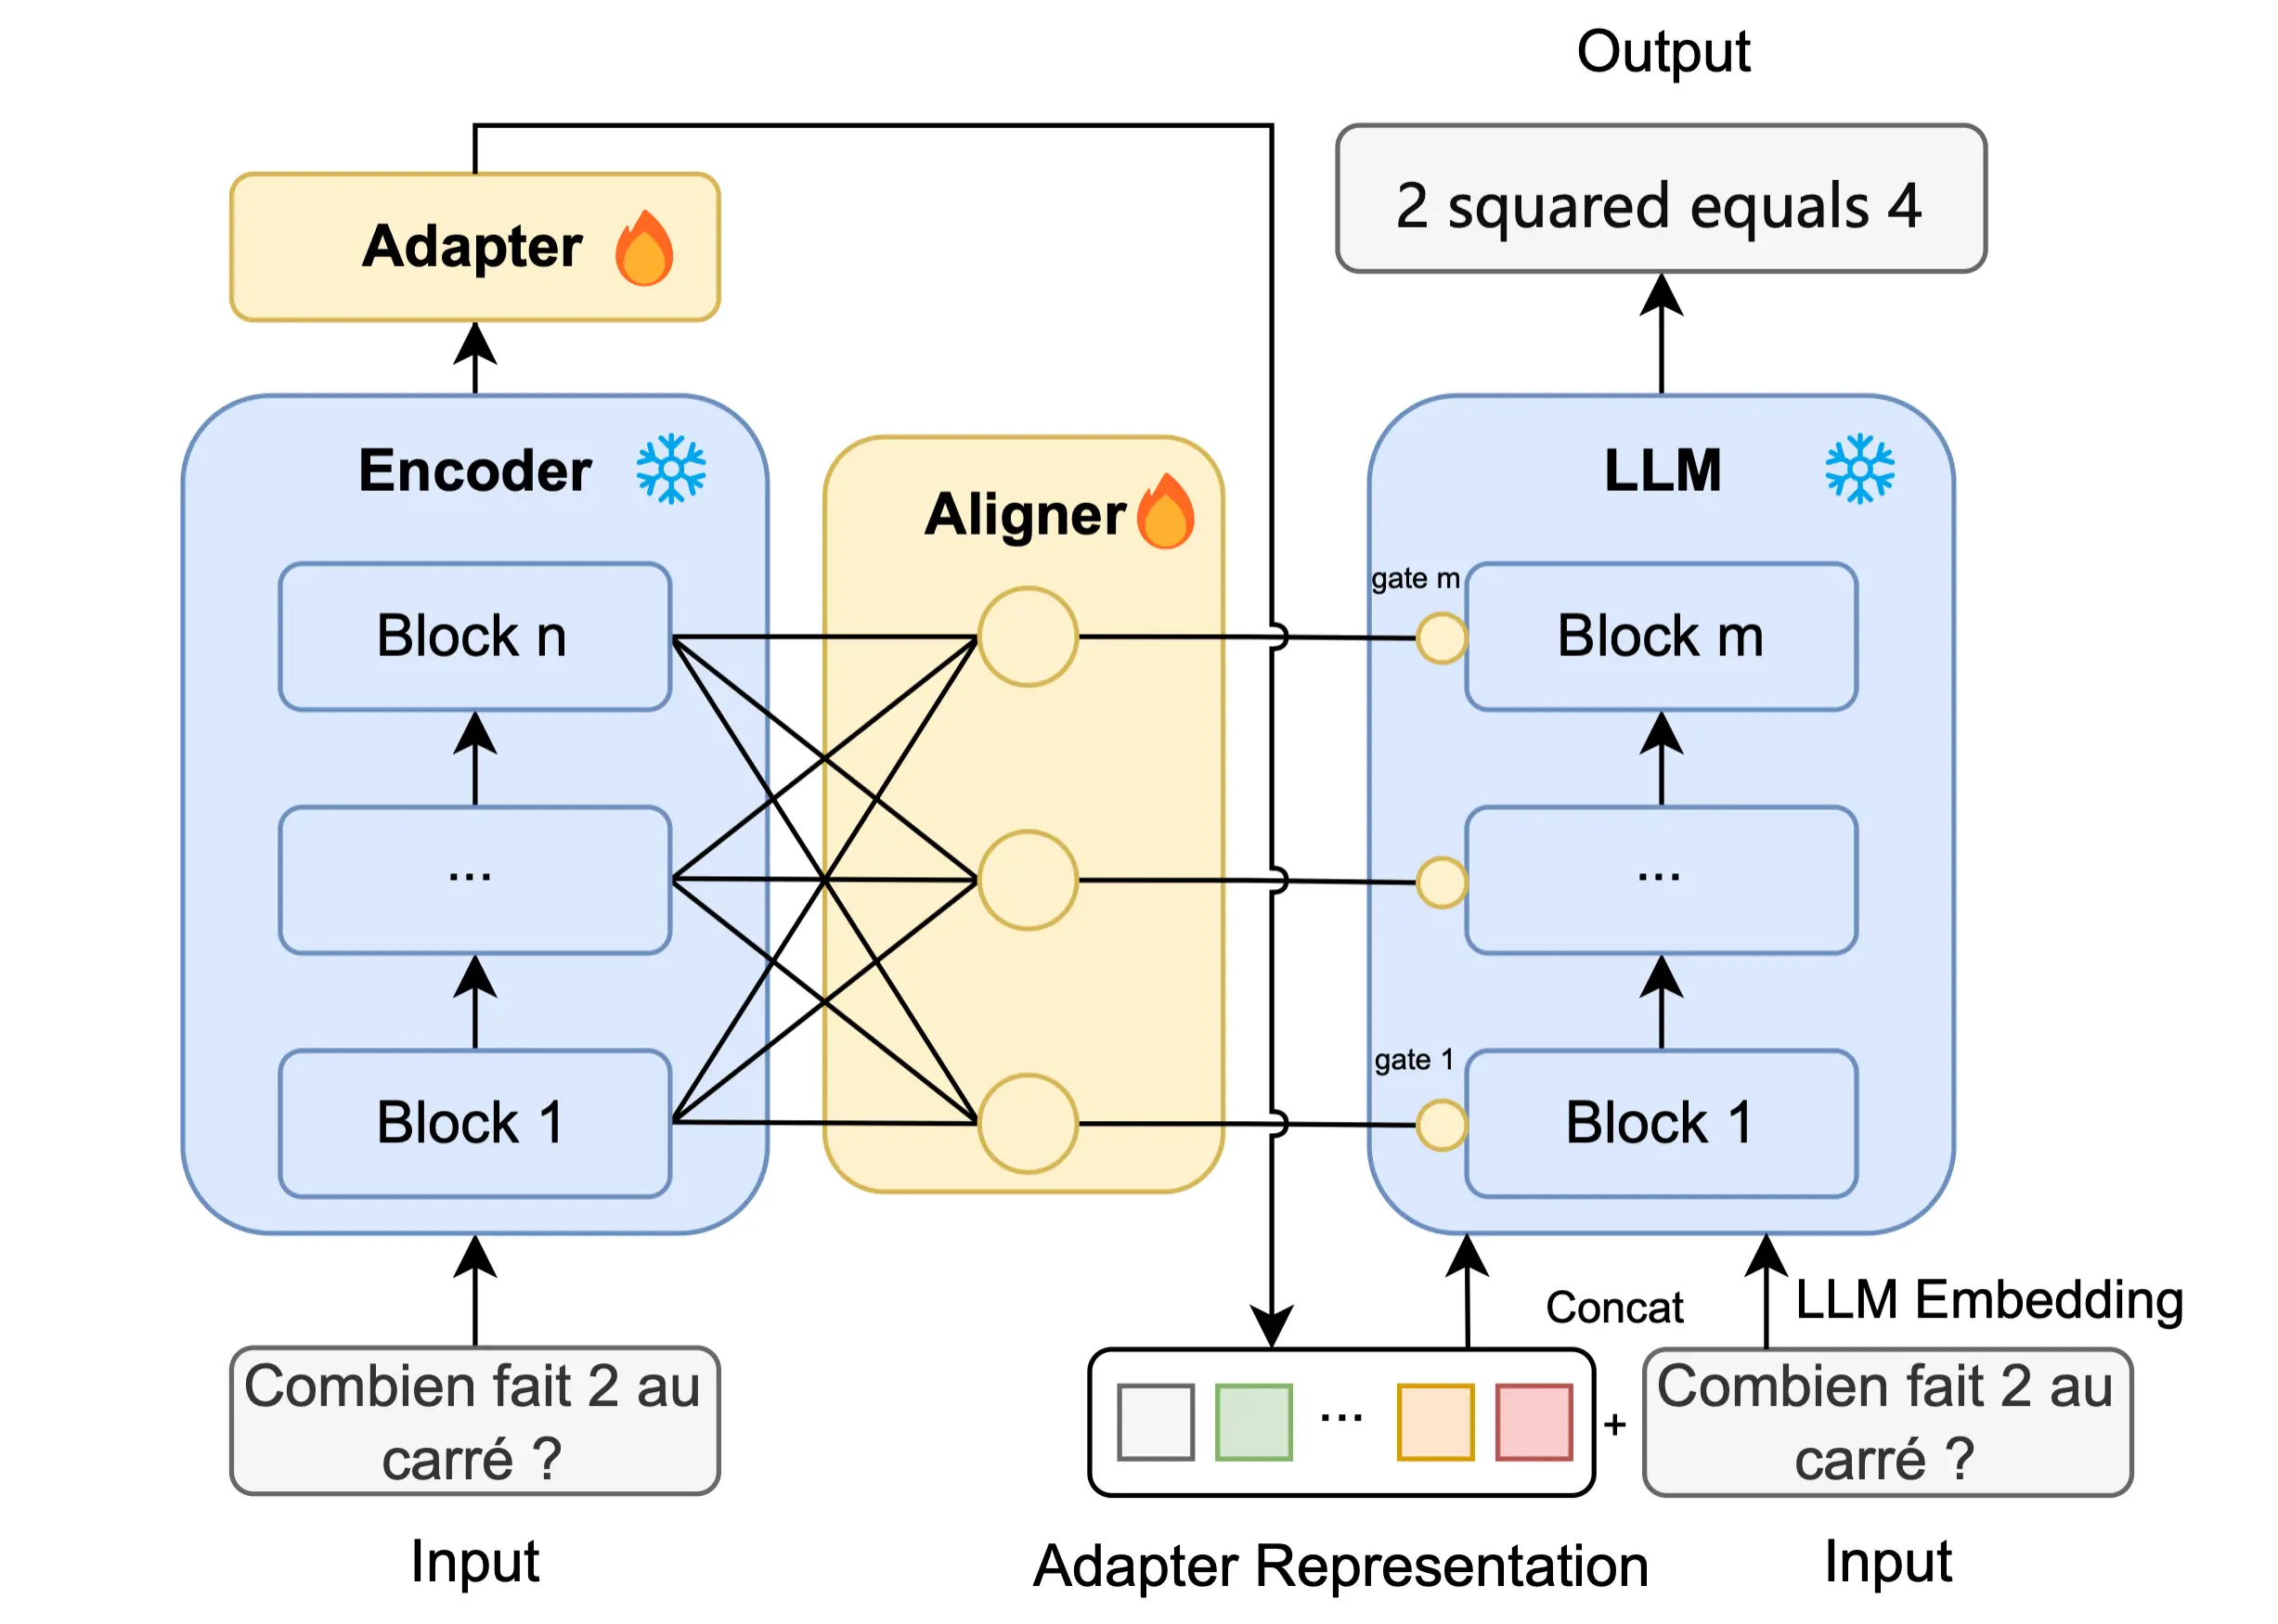 Output
2 squared equals 4
Adapter
Encoder
Aligner
LLM
gate m
Block n
Block m
...
...
gate 1
Block 1
Block 1
Concat
LLM Embedding
Combien fait 2 au
carré ?
...
+
Combien fait 2 au
carré ?
Input
Adapter Representation
Input